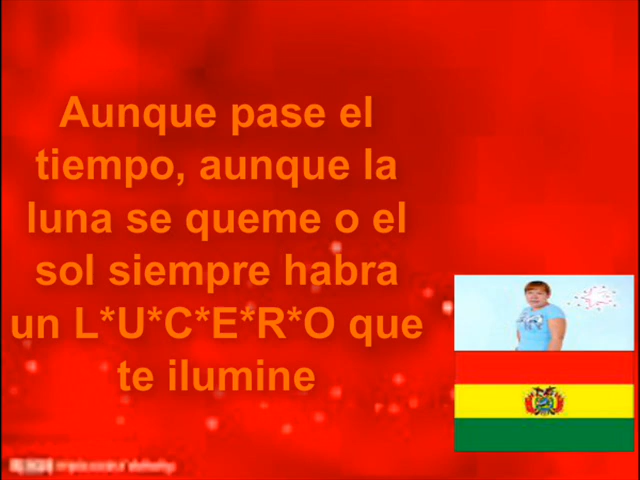 Aunque pase el
tiempo, aunque la
luna se queme o el
sol siempre habra
un L*U*C*E*R*O que
te ilumine